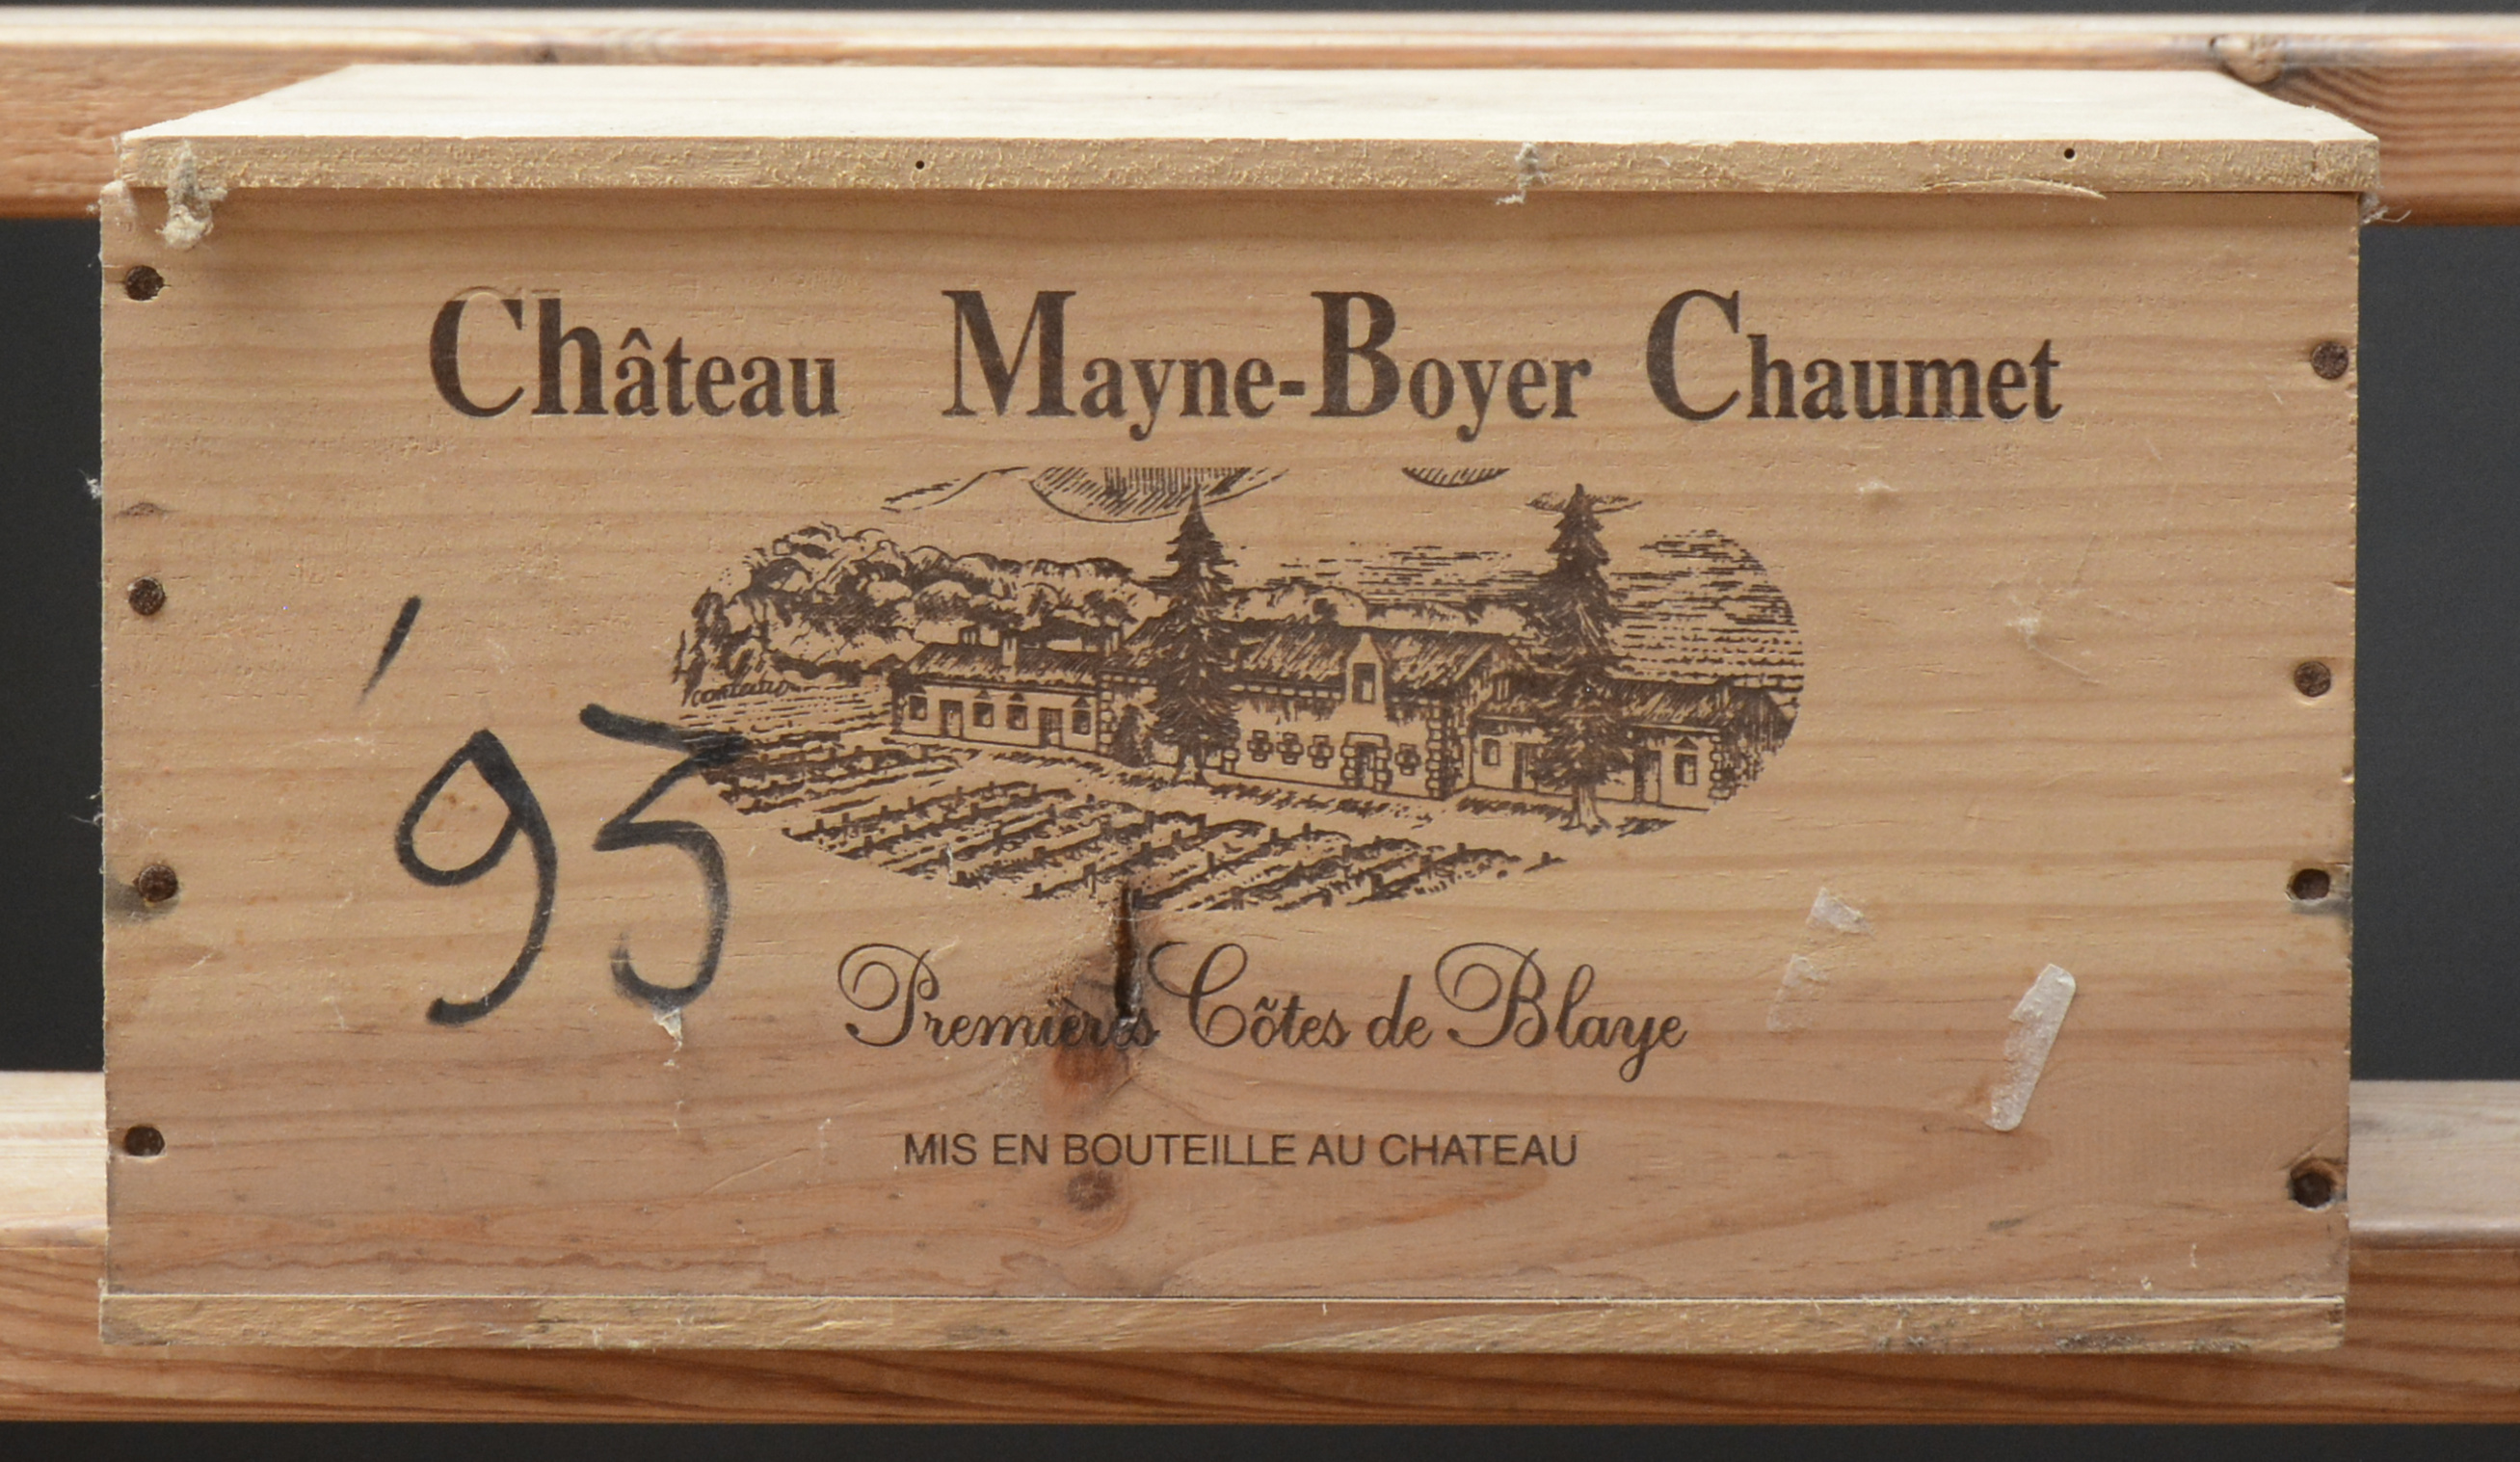 Château Mayne-Boyer Chaumet
'93
Premières Côtes de Blaye
MIS EN BOUTEILLE AU CHATEAU